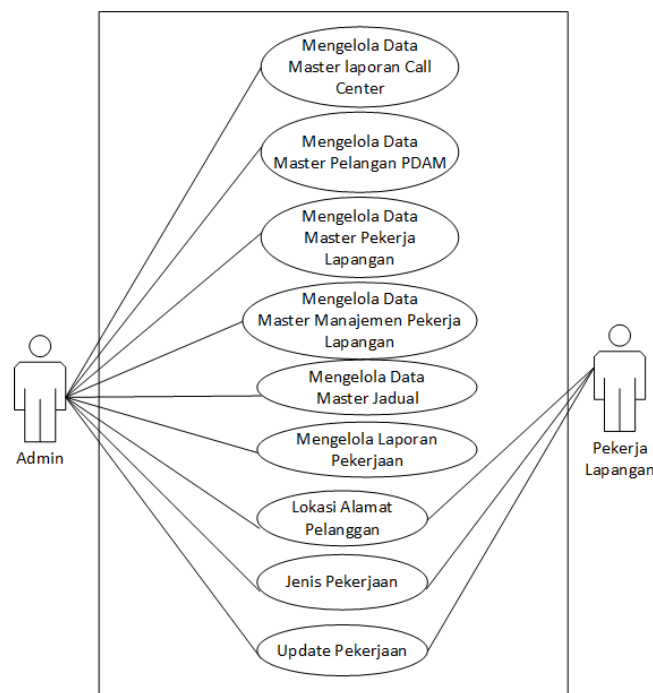 Mengelola Data
Master laporan Call
Center
Mengelola Data
Master Pelangan PDAM
Mengelola Data
Master Pekerja
Lapangan
Mengelola Data
Master Manajemen Pekerja
Lapangan
Mengelola Data
Master Jadual
Mengelola Laporan
Pekerjaan
Lokasi Alamat
Pelanggan
Jenis Pekerjaan
Update Pekerjaan
Admin
Pekerja
Lapangan